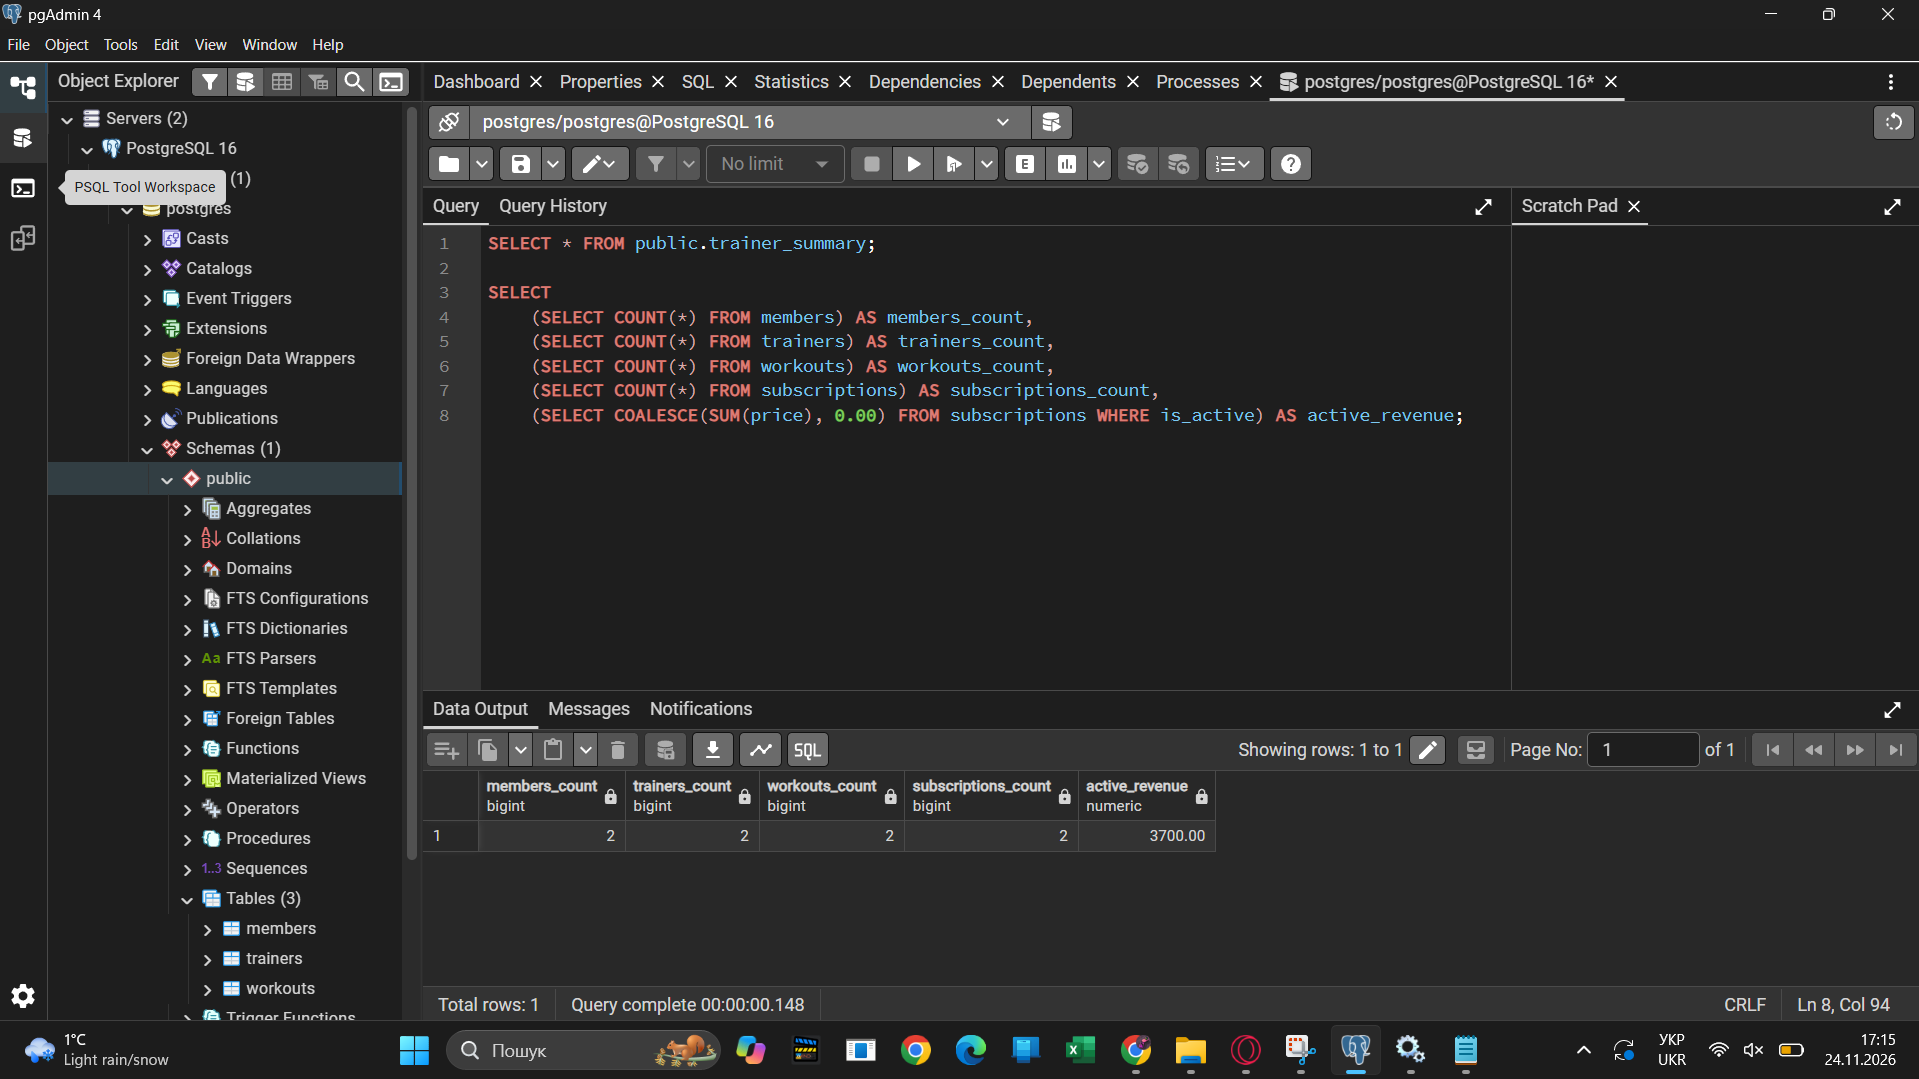 pgAdmin 4
File Object Tools Edit View Window Help
Object Explorer
Dashboard Properties SQL Statistics Dependencies Dependents Processes postgres/postgres@PostgreSQL 16*
Servers (2)
PostgreSQL 16
(1)
PSQL Tool Workspace
postgres
Casts
Catalogs
Event Triggers
Extensions
Foreign Data Wrappers
Languages
Publications
Schemas (1)
public
Aggregates
Collations
Domains
FTS Configurations
FTS Dictionaries
Aa FTS Parsers
FTS Templates
Foreign Tables
Functions
Materialized Views
Operators
Procedures
1..3 Sequences
Tables (3)
members
trainers
workouts
Trigger Functions
postgres/postgres@PostgreSQL 16
No limit
E
Query Query History
Scratch Pad
1 SELECT * FROM public.trainer_summary;
2
3 SELECT
4 (SELECT COUNT(*) FROM members) AS members_count,
5 (SELECT COUNT(*) FROM trainers) AS trainers_count,
6 (SELECT COUNT(*) FROM workouts) AS workouts_count,
7 (SELECT COUNT(*) FROM subscriptions) AS subscriptions_count,
8 (SELECT COALESCE(SUM(price), 0.00) FROM subscriptions WHERE is_active) AS active_revenue;
Data Output Messages Notifications
SQL
Showing rows: 1 to 1
Page No: 1 of 1
members_count trainers_count workouts_count subscriptions_count active_revenue
bigint bigint bigint bigint numeric
1 2 2 2 2 3700.00
Total rows: 1 Query complete 00:00:00.148
CRLF Ln 8, Col 94
1°C
Light rain/snow
Пошук
УКР
UKR
17:15
24.11.2026